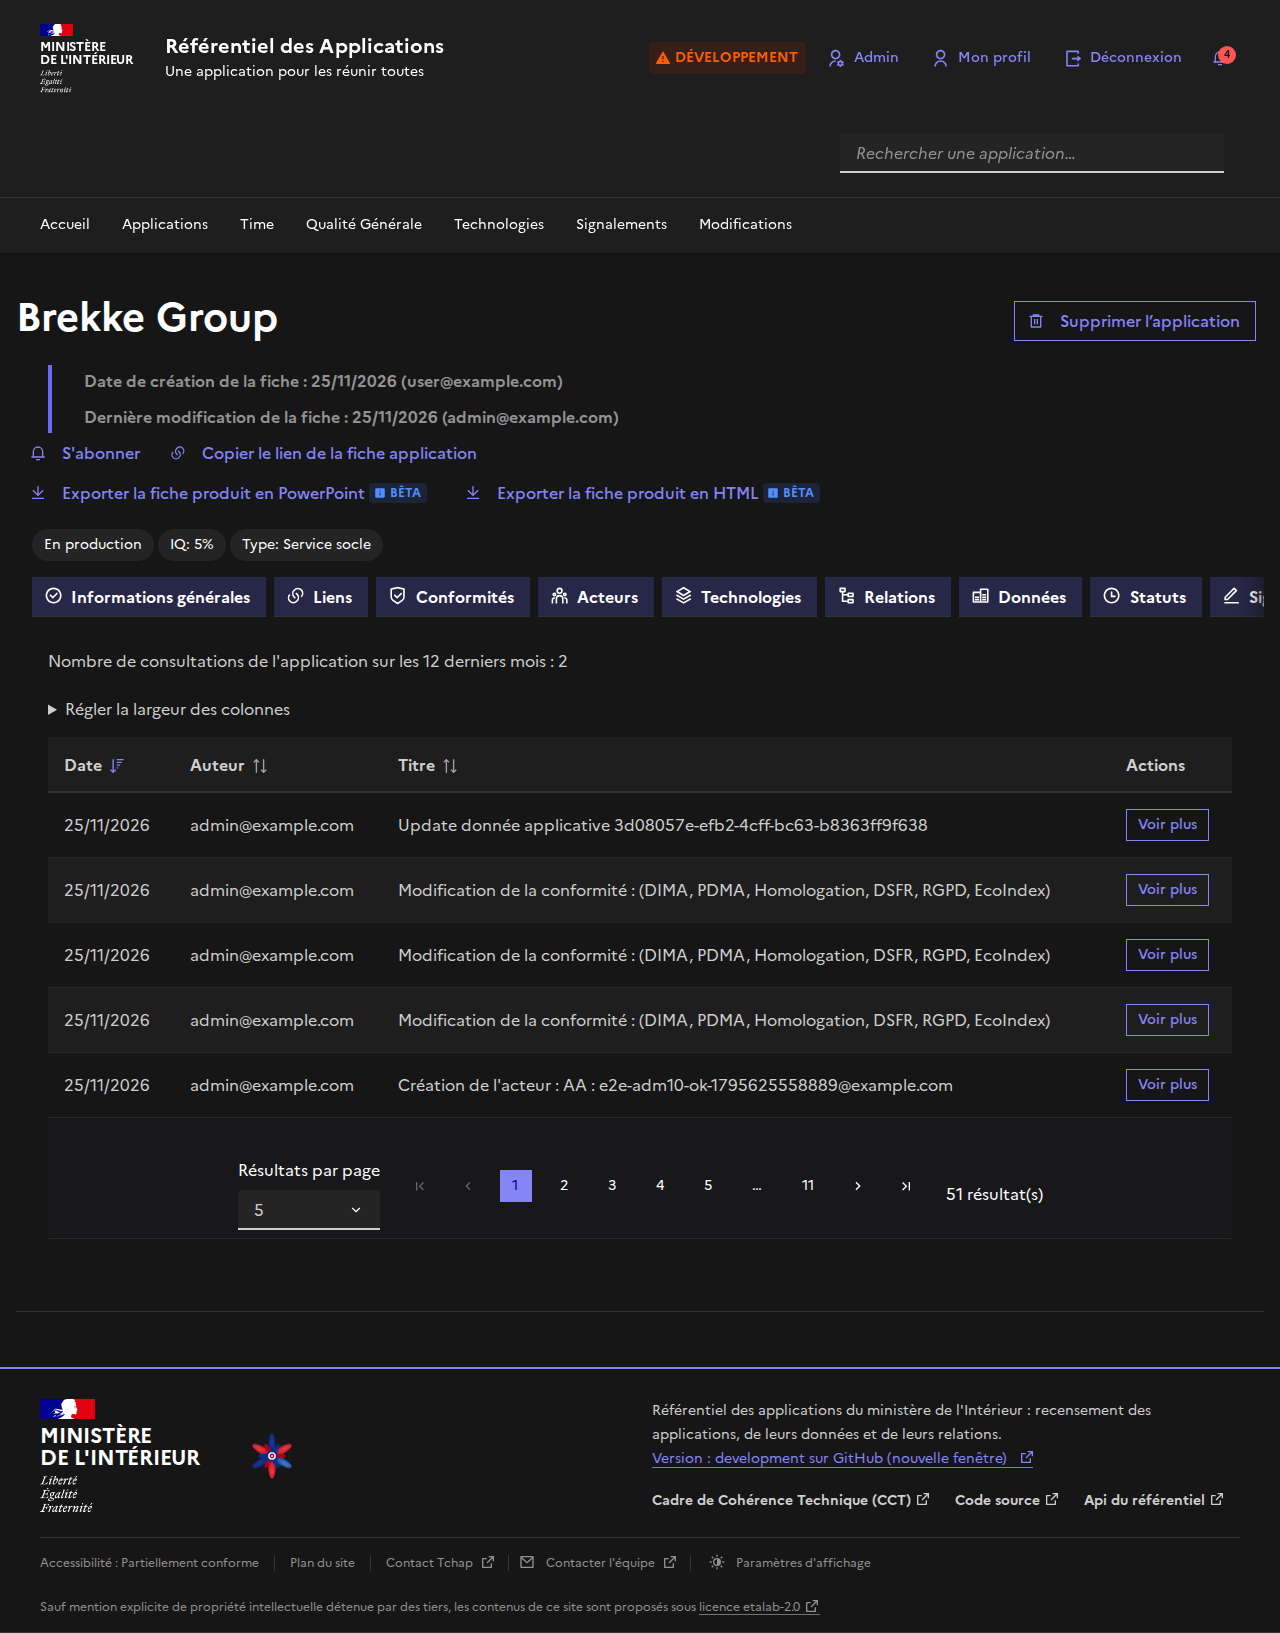 MINISTÈRE
DE L'INTÉRIEUR
Liberté
Égalité
Fraternité
Référentiel des Applications
Une application pour les réunir toutes
DÉVELOPPEMENT
Admin
Mon profil
Déconnexion
4
Rechercher une application…
Accueil
Applications
Time
Qualité Générale
Technologies
Signalements
Modifications
Brekke Group
Supprimer l’application
Date de création de la fiche : 25/11/2026 (user@example.com)
Dernière modification de la fiche : 25/11/2026 (admin@example.com)
S'abonner
Copier le lien de la fiche application
Exporter la fiche produit en PowerPoint BÊTA
Exporter la fiche produit en HTML BÊTA
En production
IQ: 5%
Type: Service socle
Informations générales
Liens
Conformités
Acteurs
Technologies
Relations
Données
Statuts
Nombre de consultations de l'application sur les 12 derniers mois : 2
Régler la largeur des colonnes
Date Auteur Titre Actions
25/11/2026 admin@example.com Update donnée applicative 3d08057e-efb2-4cff-bc63-b8363ff9f638 Voir plus
25/11/2026 admin@example.com Modification de la conformité : (DIMA, PDMA, Homologation, DSFR, RGPD, EcoIndex) Voir plus
25/11/2026 admin@example.com Modification de la conformité : (DIMA, PDMA, Homologation, DSFR, RGPD, EcoIndex) Voir plus
25/11/2026 admin@example.com Modification de la conformité : (DIMA, PDMA, Homologation, DSFR, RGPD, EcoIndex) Voir plus
25/11/2026 admin@example.com Création de l'acteur : AA : e2e-adm10-ok-1795625558889@example.com Voir plus
Résultats par page
5
1 2 3 4 5 … 11
51 résultat(s)
MINISTÈRE
DE L'INTÉRIEUR
Liberté
Égalité
Fraternité
Référentiel des applications du ministère de l'Intérieur : recensement des
applications, de leurs données et de leurs relations.
Version : development sur GitHub (nouvelle fenêtre)
Cadre de Cohérence Technique (CCT)
Code source
Api du référentiel
Accessibilité : Partiellement conforme
Plan du site
Contact Tchap
Contacter l'équipe
Paramètres d'affichage
Sauf mention explicite de propriété intellectuelle détenue par des tiers, les contenus de ce site sont proposés sous licence etalab-2.0